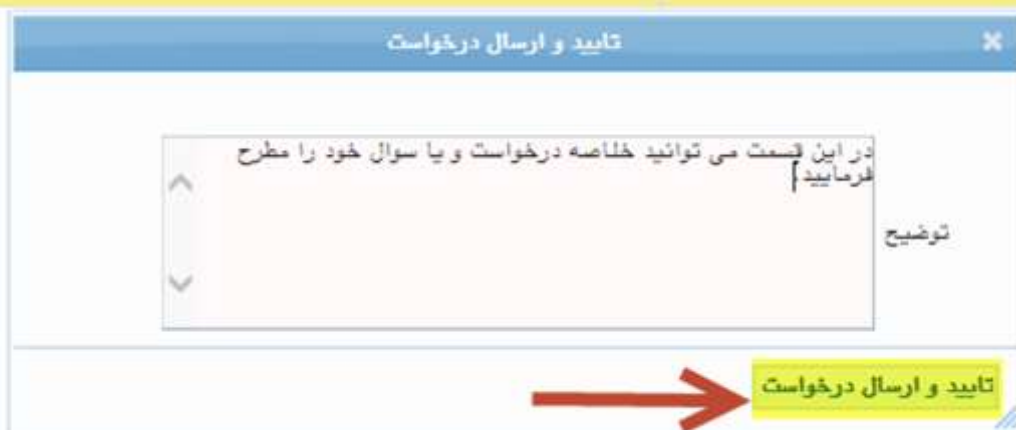 تایید و ارسال درخواست
در این قسمت می توانید خلاصه درخواست و یا سوال خود را مطرح
فرمایید
توضیح
تایید و ارسال درخواست